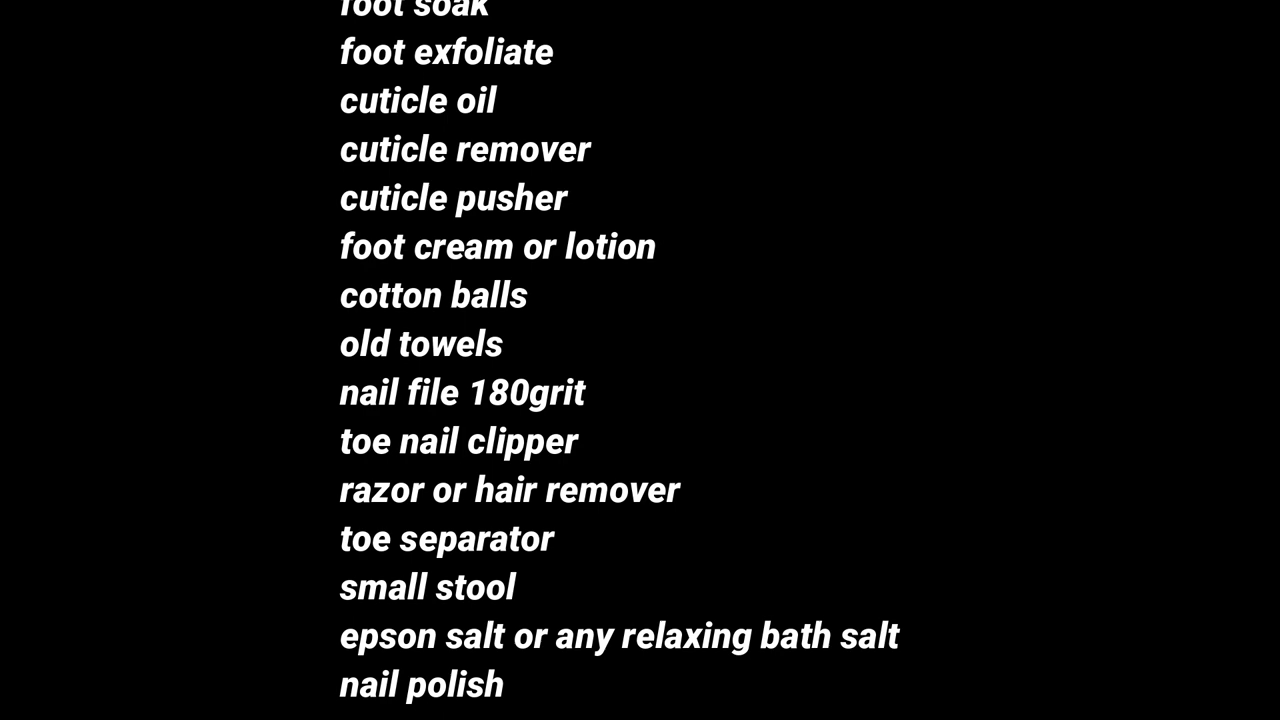 foot soak
foot exfoliate
cuticle oil
cuticle remover
cuticle pusher
foot cream or lotion
cotton balls
old towels
nail file 180grit
toe nail clipper
razor or hair remover
toe separator
small stool
epson salt or any relaxing bath salt
nail polish